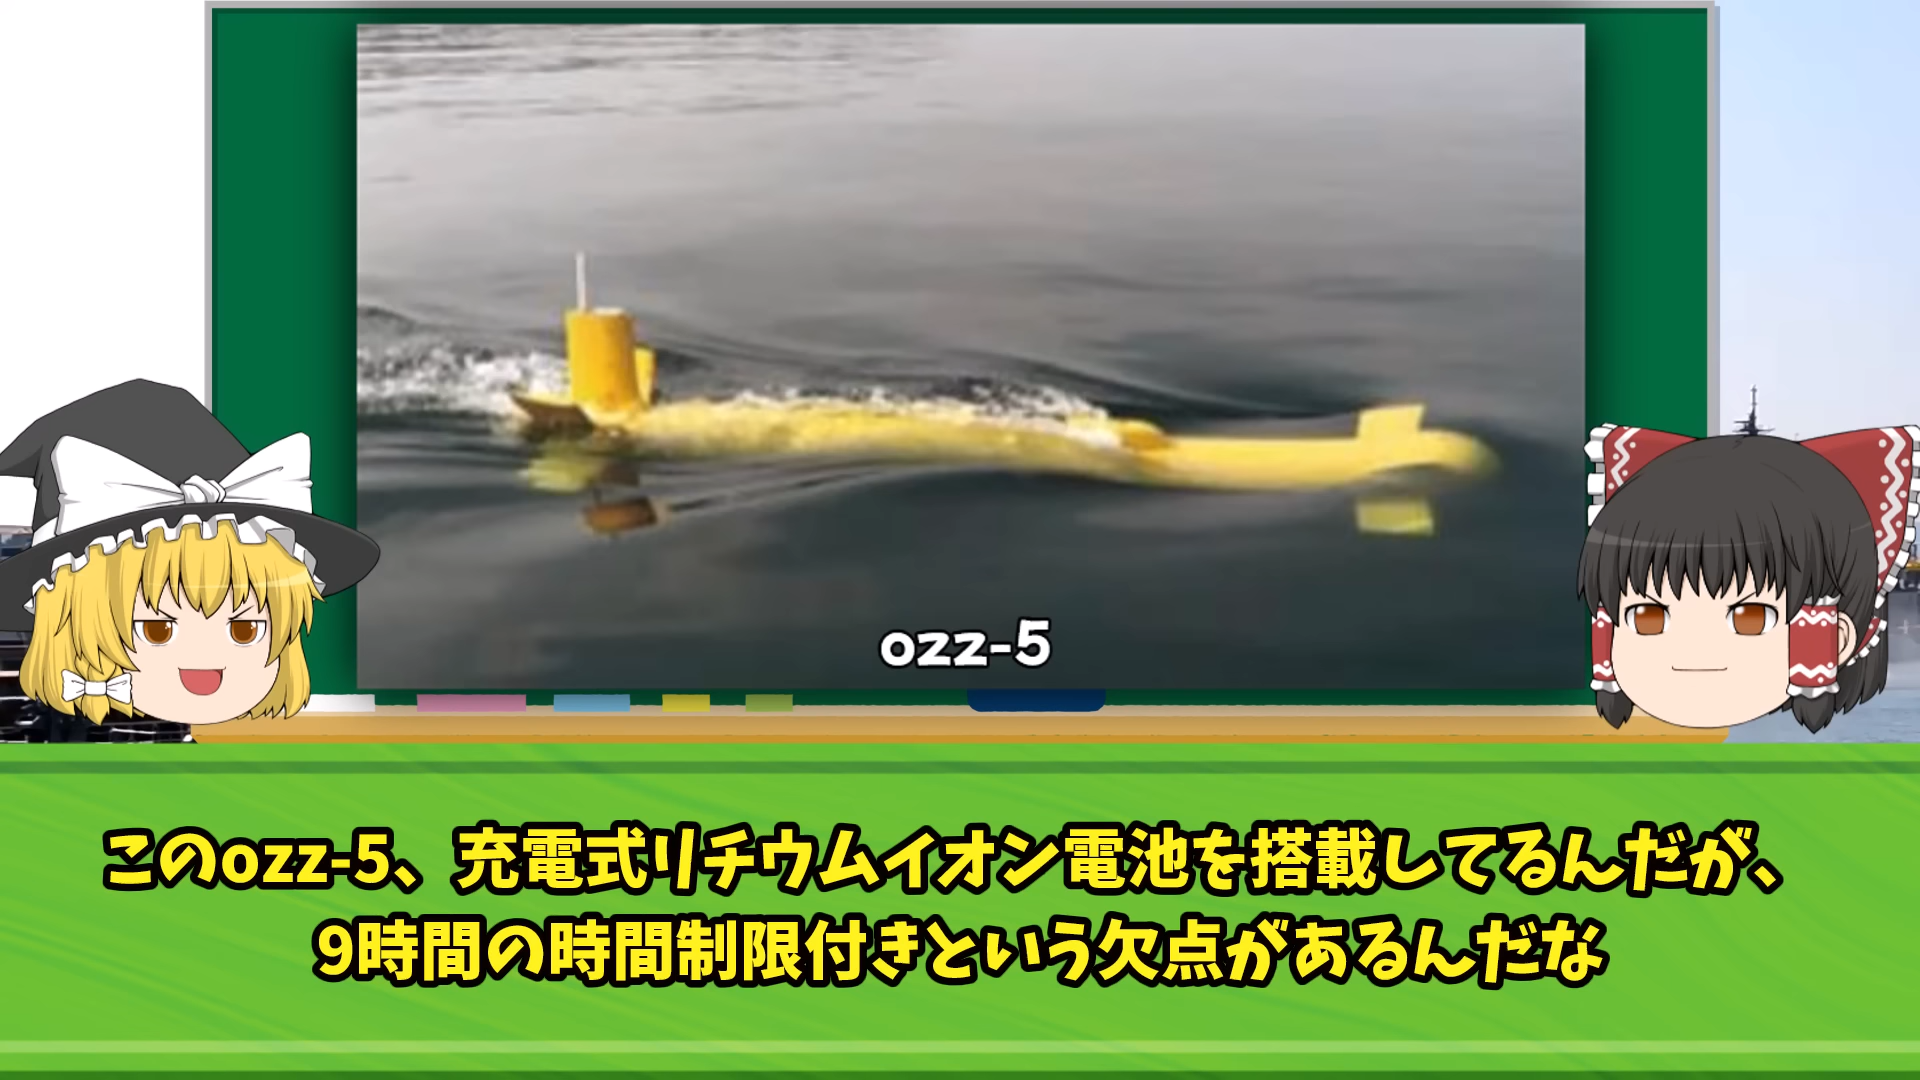 ozz-5
このozz-5、充電式リチウムイオン電池を搭載してるんだが、
9時間の時間制限付きという欠点があるんだな